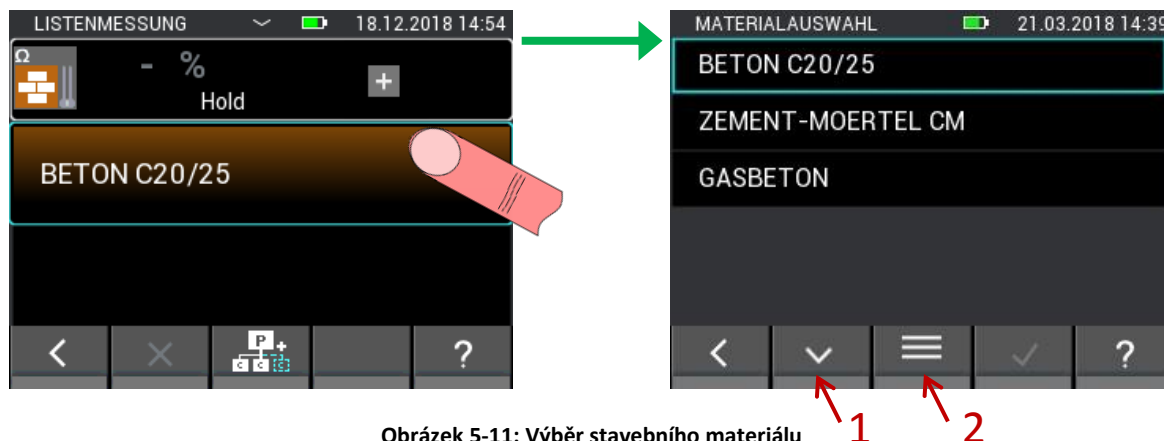 LISTENMESSUNG 18.12.2018 14:54
Ω
- %
Hold
+
BETON C20/25
P +
c c c
?
MATERIALAUSWAHL 21.03.2018 14:39
BETON C20/25
ZEMENT-MOERTEL CM
GASBETON
?
1 2
Obrázek 5-11: Výběr stavebního materiálu